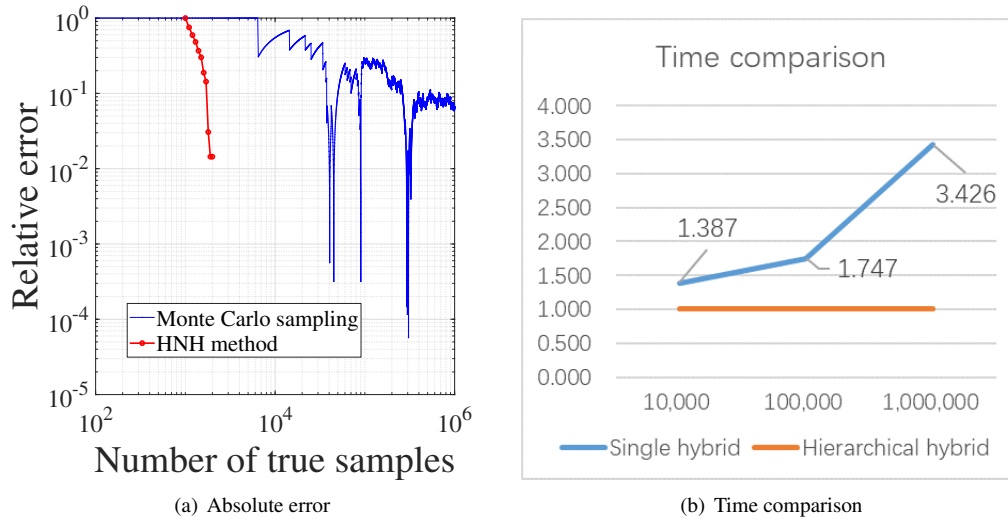 10^0
10^-1
10^-2
10^-3
10^-4
10^-5
Relative error
Monte Carlo sampling
HNH method
10^2
10^4
10^6
Number of true samples
(a) Absolute error
Time comparison
4.000
3.500
3.000
2.500
2.000
1.500
1.000
0.500
0.000
1.387
1.747
3.426
10,000
100,000
1,000,000
Single hybrid
Hierarchical hybrid
(b) Time comparison